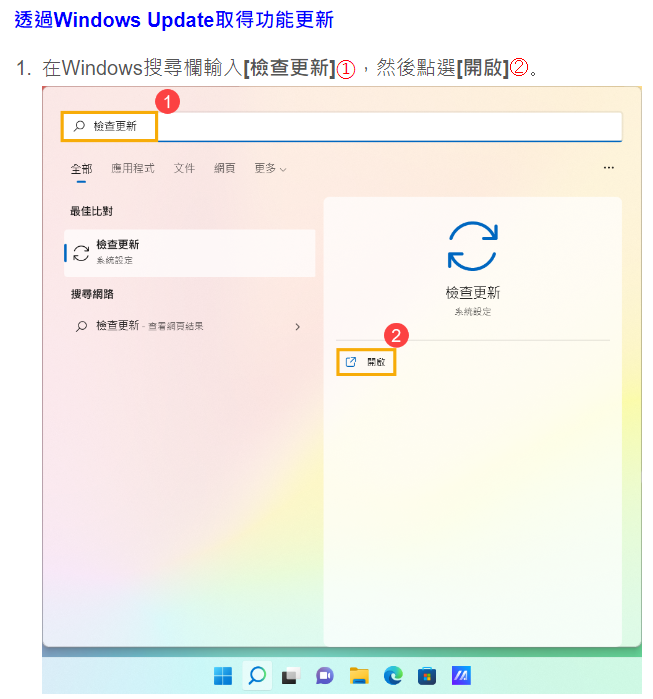 透過Windows Update取得功能更新
1. 在Windows搜尋欄輸入[檢查更新]①，然後點選[開啟]②。
1
檢查更新
全部 應用程式 文件 網頁 更多 ...
最佳比對
檢查更新
系統設定
搜尋網路
檢查更新 - 查看網頁結果
檢查更新
系統設定
2
開啟